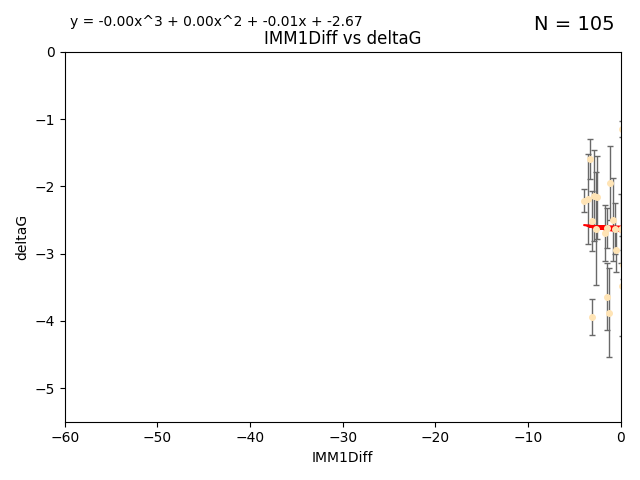 y = -0.00x^3 + 0.00x^2 + -0.01x + -2.67
N = 105
IMM1Diff vs deltaG
0
−1
−2
−3
−4
−5
deltaG
−60 −50 −40 −30 −20 −10 0
IMM1Diff